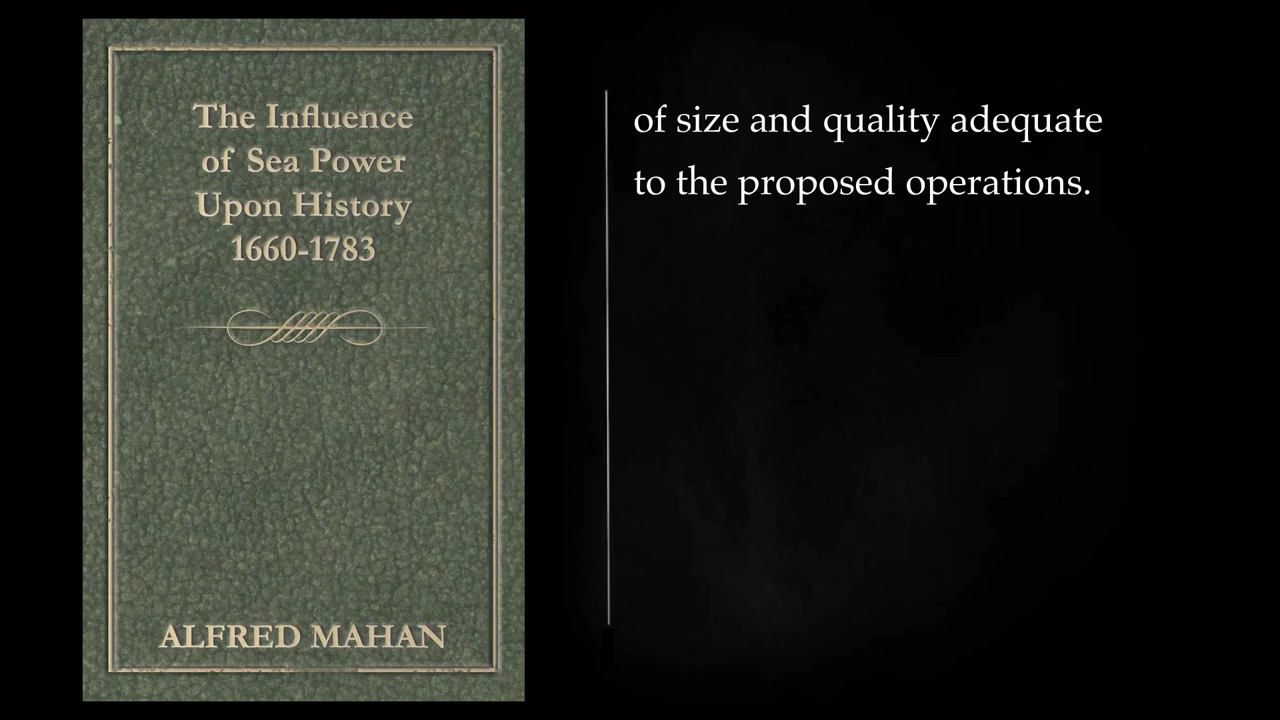 The Influence
of Sea Power
Upon History
1660-1783
ALFRED MAHAN
of size and quality adequate
to the proposed operations.